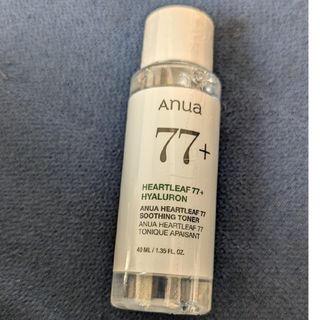 Anua
77+
HEARTLEAF 77+
HYALURON
ANUA HEARTLEAF 77
SOOTHING TONER
ANUA HEARTLEAF 77
TONIQUE APAISANT
40 ML / 1.35 FL. OZ.